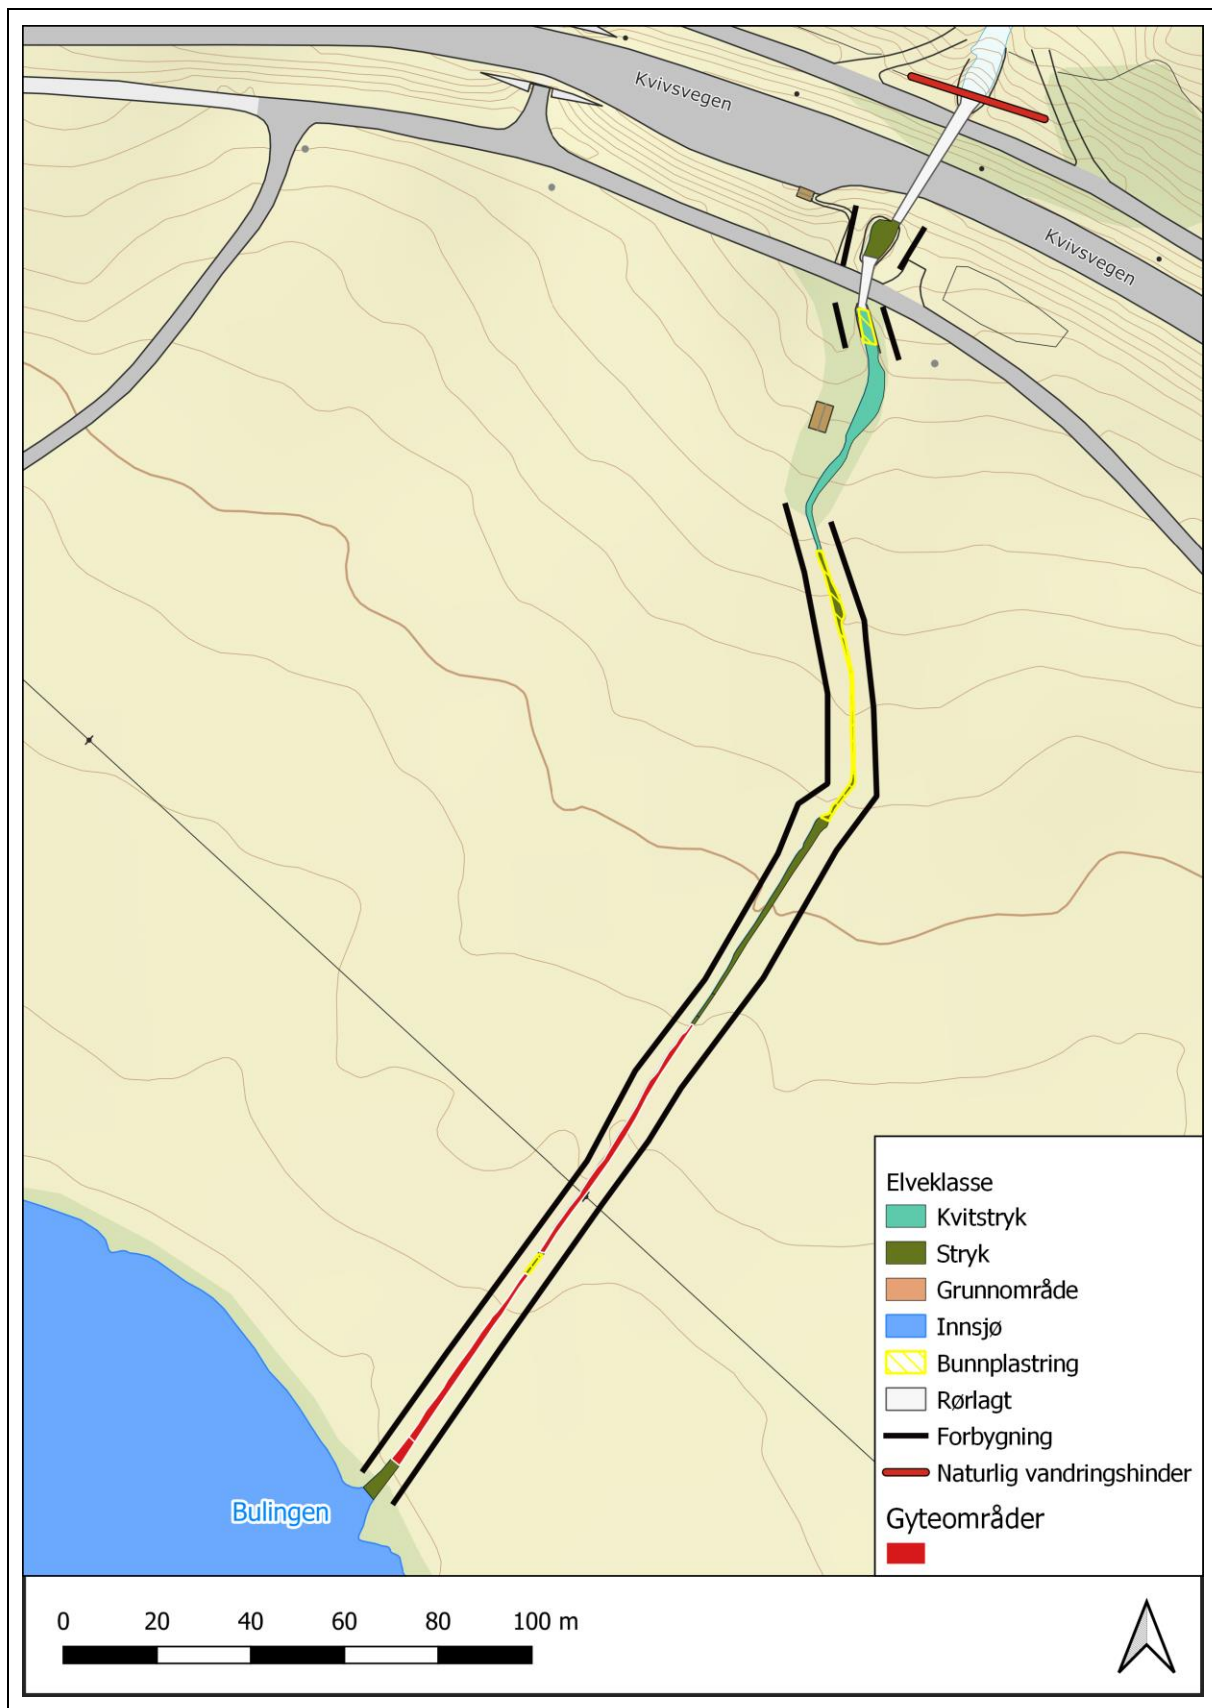 Kvivsvegen
Kvivsvegen
Bulingen
Elveklasse
Kvitstryk
Stryk
Grunnområde
Innsjø
Bunnplastring
Rørlagt
Forbygning
Naturlig vandringshinder
Gyteområder
0 20 40 60 80 100 m